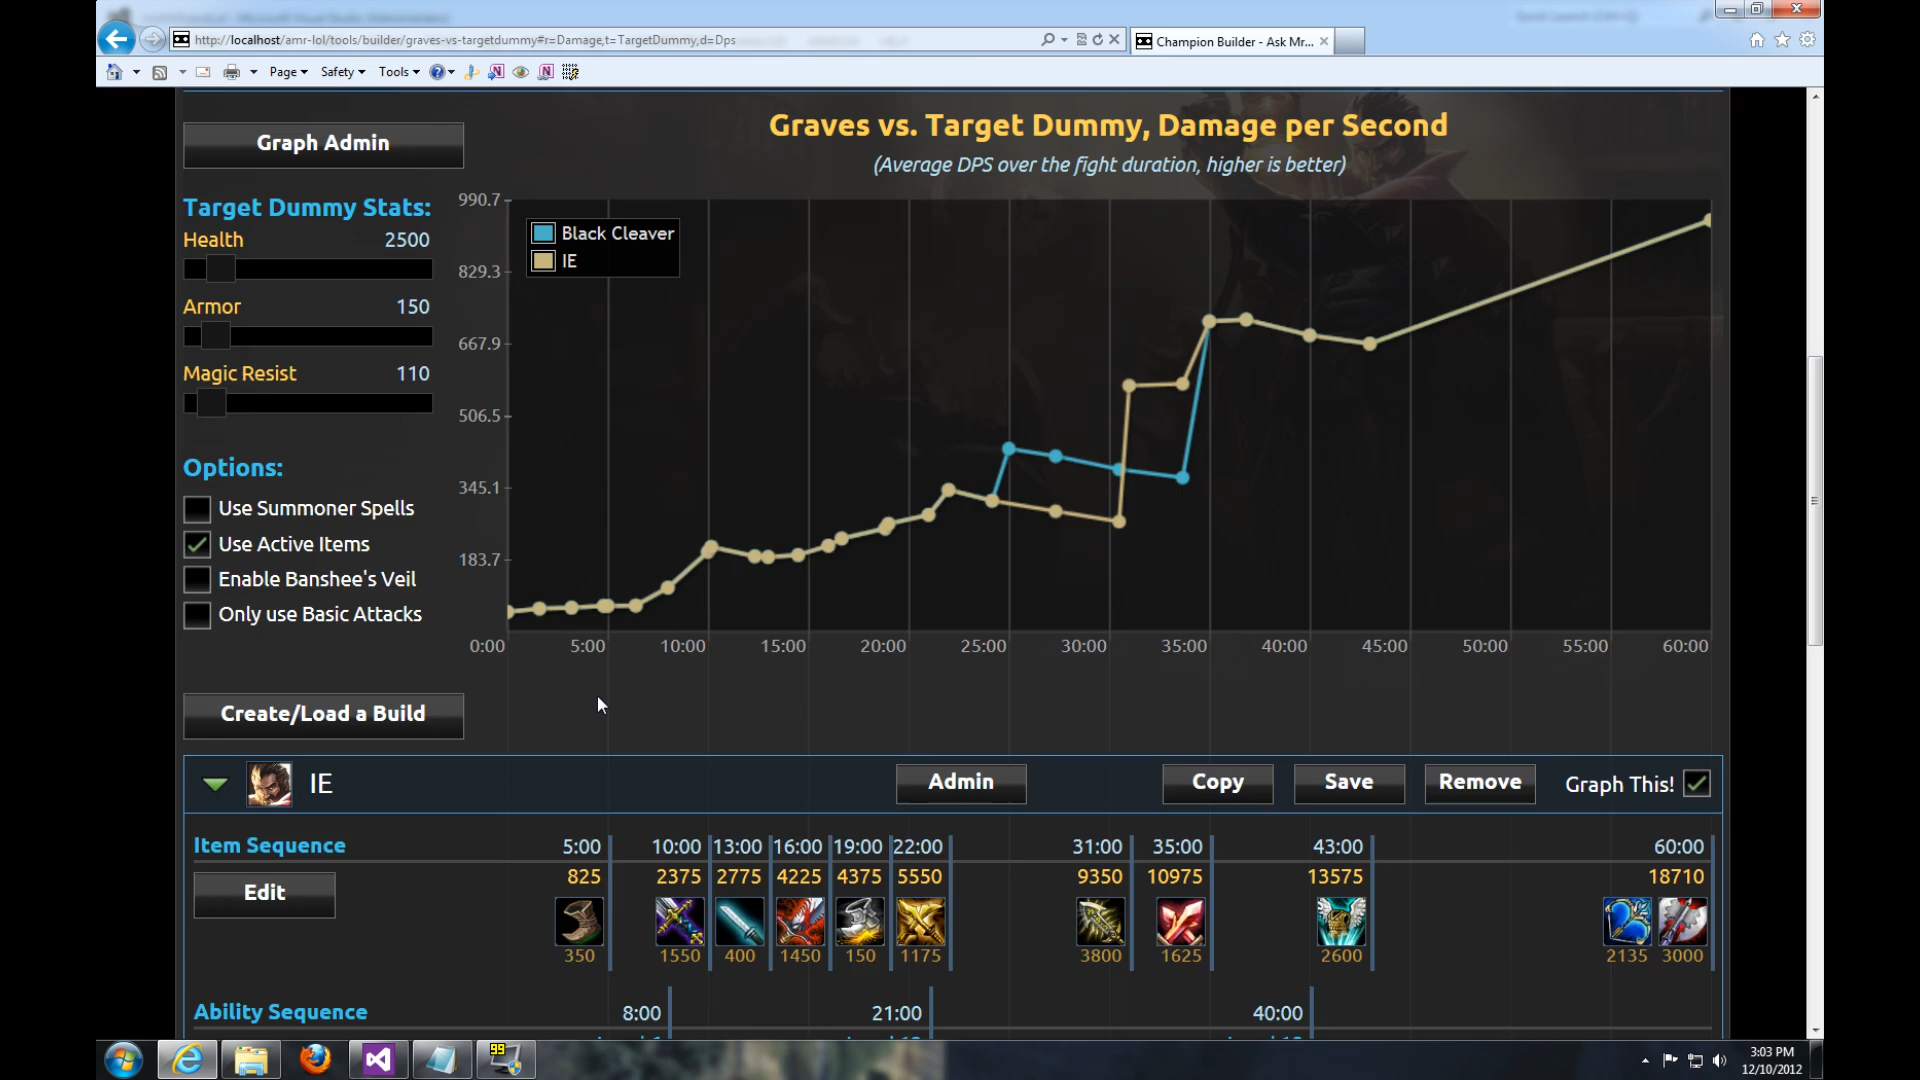 http://localhost/amr-lol/tools/builder/graves-vs-targetdummy#r=Damage,t=TargetDummy,d=Dps
Champion Builder - Ask Mr...
Page Safety Tools
Graph Admin
Graves vs. Target Dummy, Damage per Second
(Average DPS over the fight duration, higher is better)
Target Dummy Stats:
Health 2500
Armor 150
Magic Resist 110
Options:
Use Summoner Spells
Use Active Items
Enable Banshee's Veil
Only use Basic Attacks
990.7
829.3
667.9
506.5
345.1
183.7
Black Cleaver
IE
0:00 5:00 10:00 15:00 20:00 25:00 30:00 35:00 40:00 45:00 50:00 55:00 60:00
Create/Load a Build
IE Admin Copy Save Remove Graph This!
Item Sequence 5:00 10:00 13:00 16:00 19:00 22:00 31:00 35:00 43:00 60:00
825 2375 2775 4225 4375 5550 9350 10975 13575 18710
Edit
350 1550 400 1450 150 1175 3800 1625 2600 2135 3000
Ability Sequence 8:00 21:00 40:00
99
3:03 PM
12/10/2012